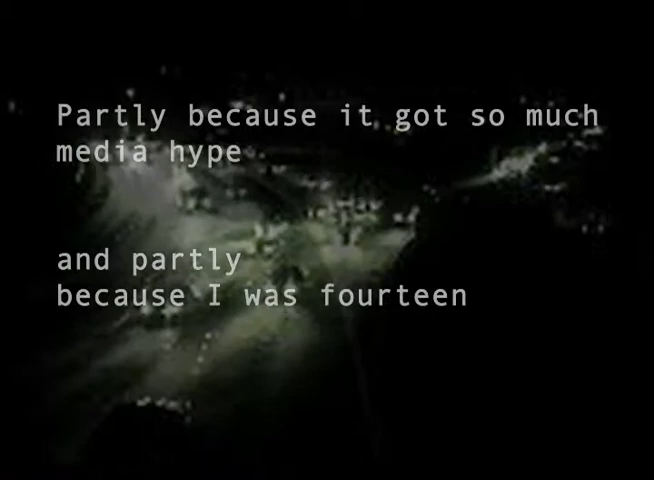 Partly because it got so much
media hype
and partly
because I was fourteen